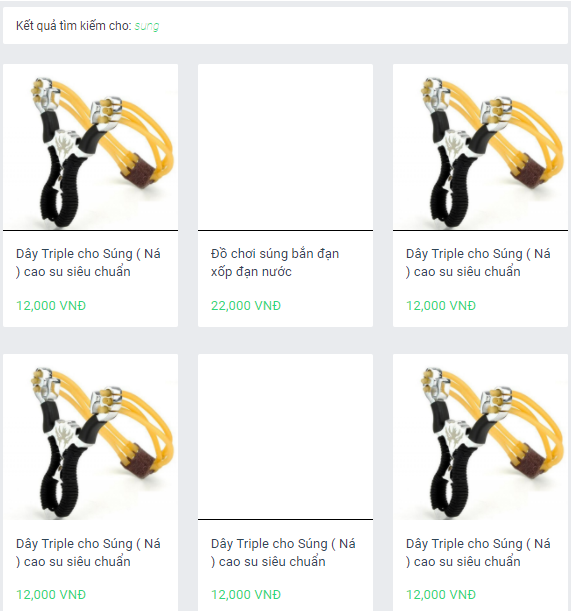 Kết quả tìm kiếm cho: sung
Dây Triple cho Súng ( Ná
) cao su siêu chuẩn
12,000 VNĐ
Đồ chơi súng bắn đạn
xốp đạn nước
22,000 VNĐ
Dây Triple cho Súng ( Ná
) cao su siêu chuẩn
12,000 VNĐ
Dây Triple cho Súng ( Ná
) cao su siêu chuẩn
12,000 VNĐ
Dây Triple cho Súng ( Ná
) cao su siêu chuẩn
12,000 VNĐ
Dây Triple cho Súng ( Ná
) cao su siêu chuẩn
12,000 VNĐ